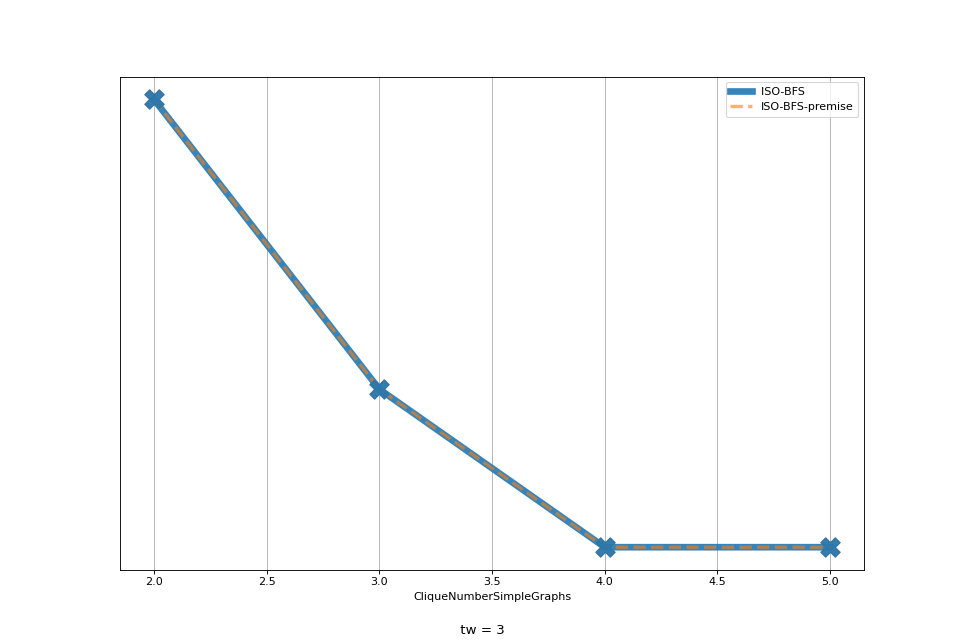 ISO-BFS
ISO-BFS-premise
2.0 2.5 3.0 3.5 4.0 4.5 5.0
CliqueNumberSimpleGraphs
tw = 3